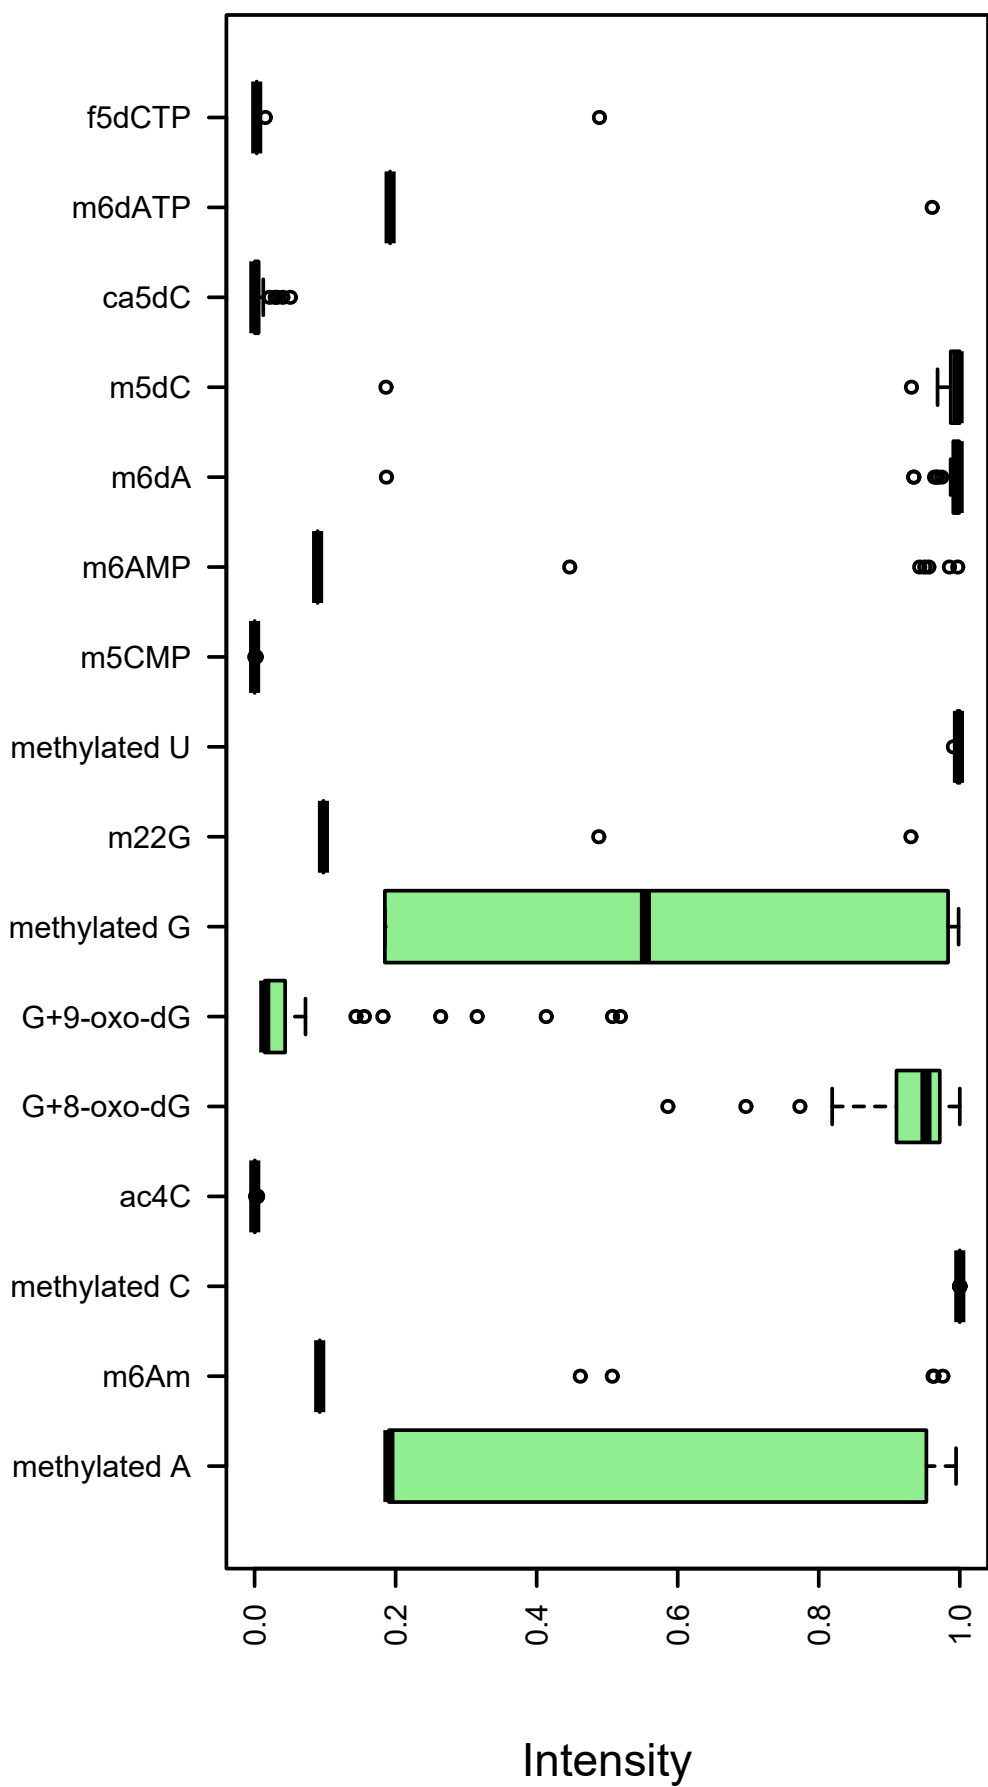 f5dCTP
m6dATP
ca5dC
m5dC
m6dA
m6AMP
m5CMP
methylated U
m22G
methylated G
G+9-oxo-dG
G+8-oxo-dG
ac4C
methylated C
m6Am
methylated A
0.0 0.2 0.4 0.6 0.8 1.0
Intensity